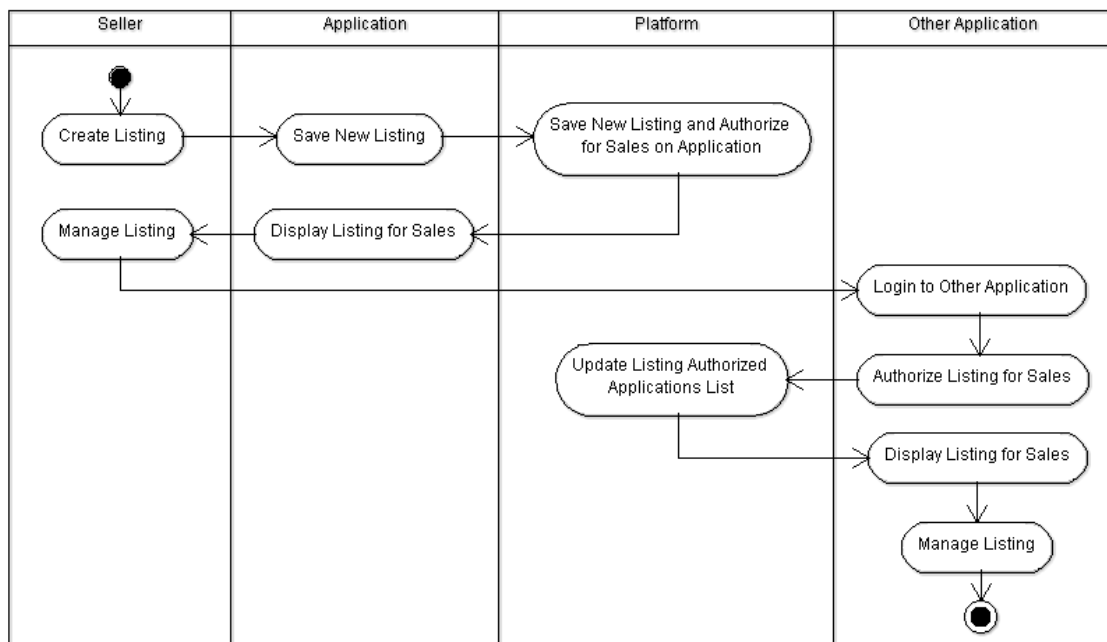 Seller
Application
Platform
Other Application
Create Listing
Save New Listing
Save New Listing and Authorize
for Sales on Application
Manage Listing
Display Listing for Sales
Login to Other Application
Update Listing Authorized
Applications List
Authorize Listing for Sales
Display Listing for Sales
Manage Listing